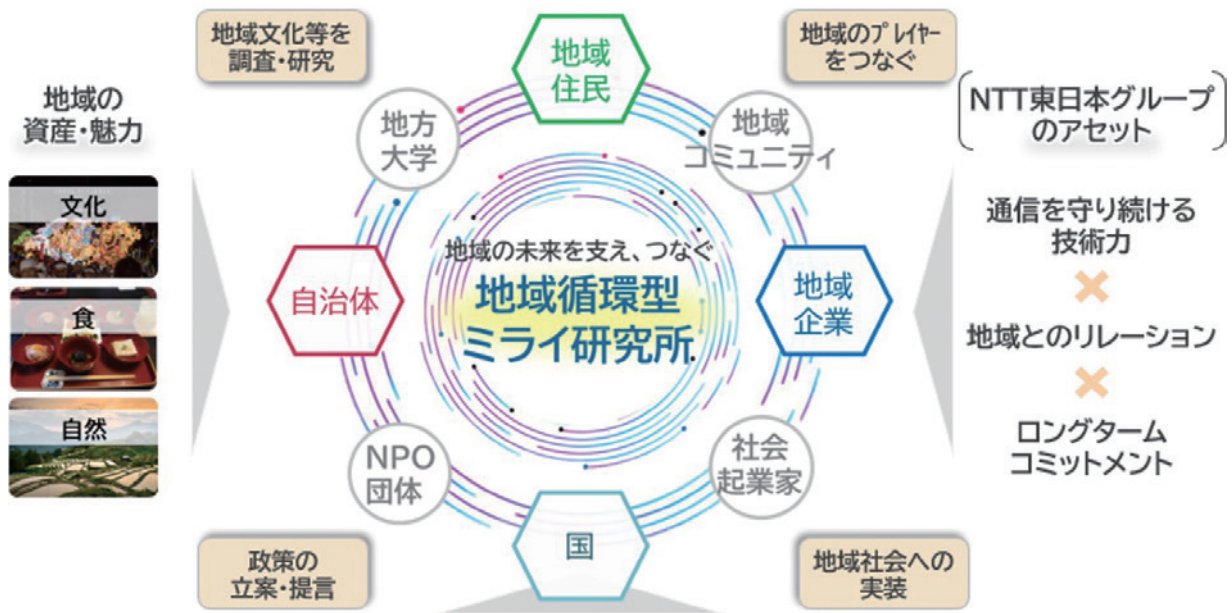 地域文化等を
調査・研究
地域
住民
地域のﾌﾟﾚｲﾔｰ
をつなぐ
地域の
資産・魅力
地方
大学
地域
コミュニティ
NTT東日本グループ
のアセット
文化
食
自然
地域の未来を支え、つなぐ
地域循環型
ミライ研究所
自治体
地域
企業
通信を守り続ける
技術力
×
地域とのリレーション
×
ロングターム
コミットメント
NPO
団体
社会
起業家
国
政策の
立案・提言
地域社会への
実装